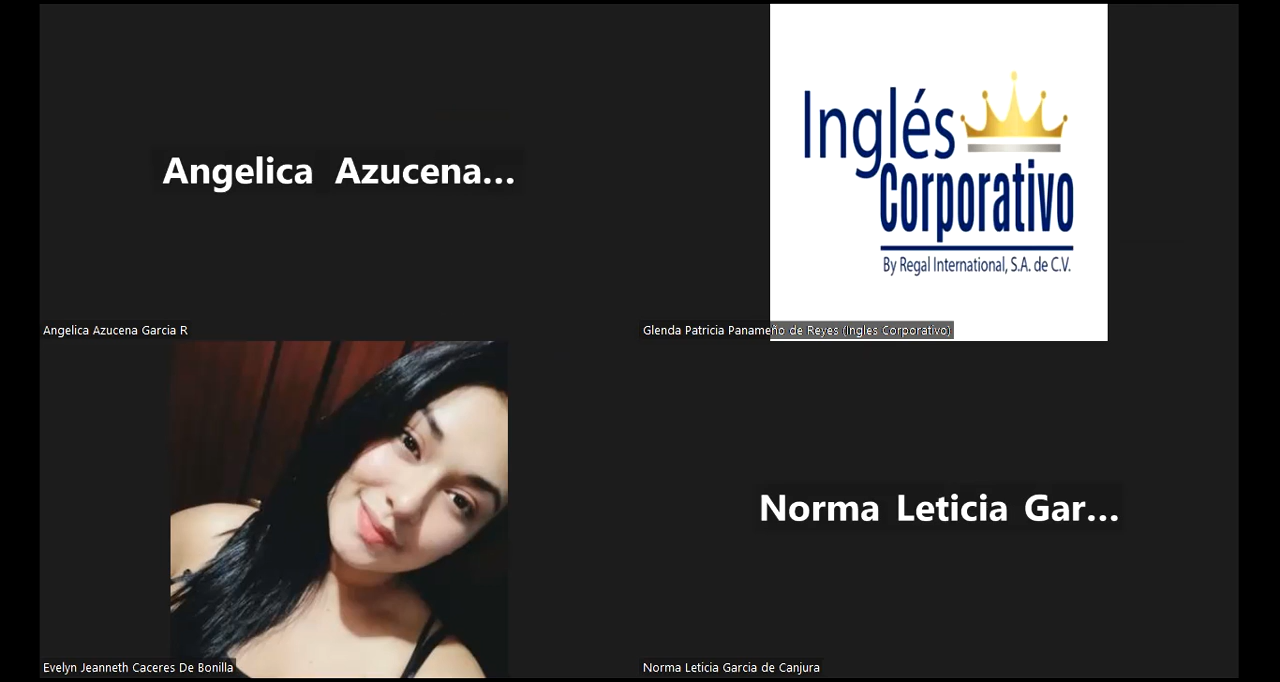 Angelica Azucena...
Inglés
Corporativo
By Regal International, S.A. de C.V.
Angelica Azucena Garcia R
Glenda Patricia Panameño de Reyes (Ingles Corporativo)
Norma Leticia Gar...
Evelyn Jeanneth Caceres De Bonilla
Norma Leticia Garcia de Canjura